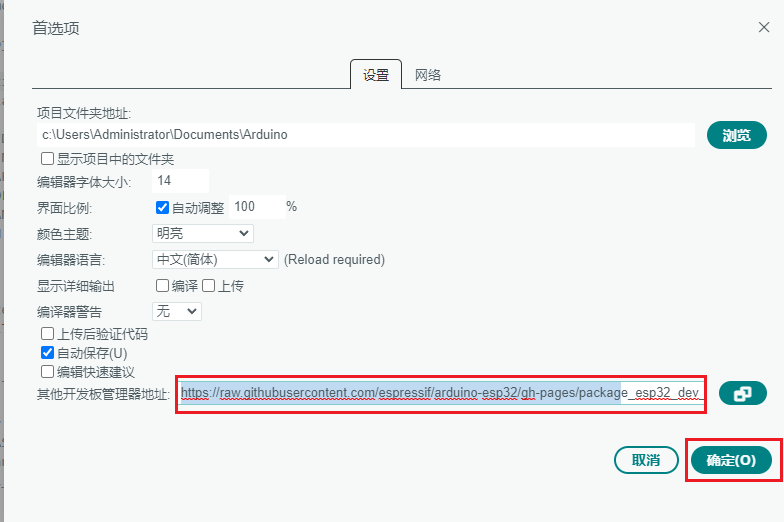 首选项
设置 网络
项目文件夹地址:
c:\Users\Administrator\Documents\Arduino 浏览
显示项目中的文件夹
编辑器字体大小: 14
界面比例: 自动调整 100 %
颜色主题: 明亮
编辑器语言: 中文(简体) (Reload required)
显示详细输出 编译 上传
编译器警告 无
上传后验证代码
自动保存(U)
编辑快速建议
其他开发板管理器地址: https://raw.githubusercontent.com/espressif/arduino-esp32/gh-pages/package_esp32_dev_
取消 确定(O)